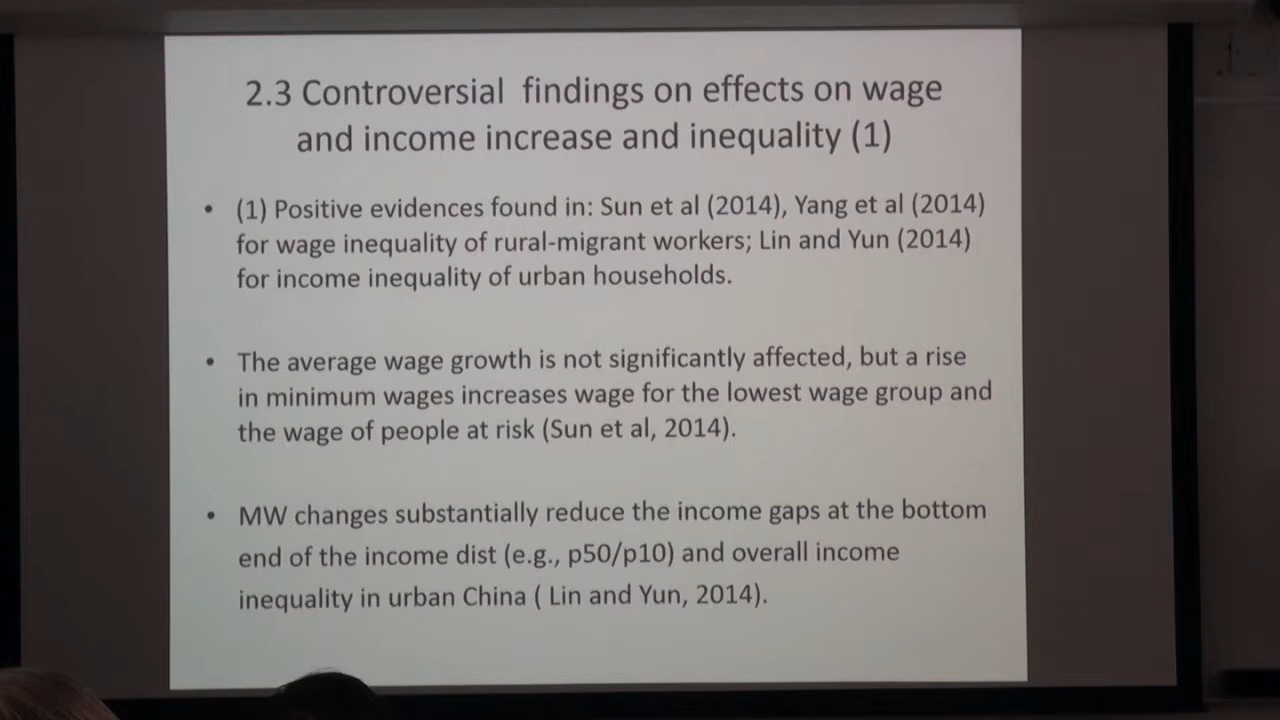 2.3 Controversial findings on effects on wage
and income increase and inequality (1)
• (1) Positive evidences found in: Sun et al (2014), Yang et al (2014)
for wage inequality of rural-migrant workers; Lin and Yun (2014)
for income inequality of urban households.
• The average wage growth is not significantly affected, but a rise
in minimum wages increases wage for the lowest wage group and
the wage of people at risk (Sun et al, 2014).
• MW changes substantially reduce the income gaps at the bottom
end of the income dist (e.g., p50/p10) and overall income
inequality in urban China ( Lin and Yun, 2014).